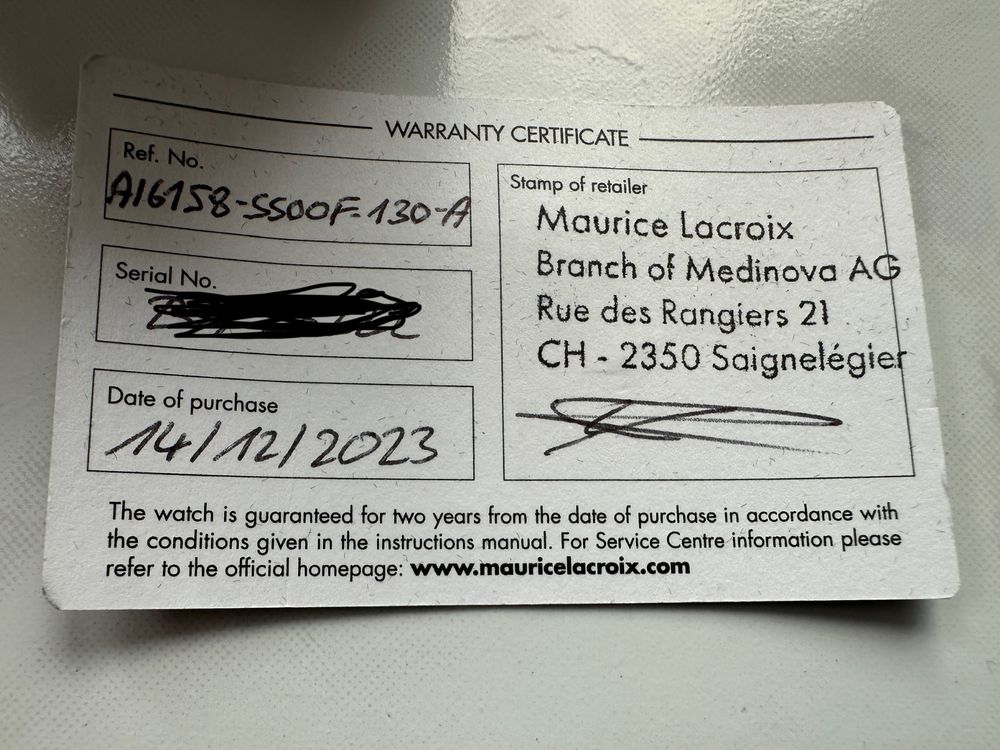 WARRANTY CERTIFICATE
Ref. No.
AI6158-SS00F-130-A
Serial No.
Date of purchase
14/12/2023
Stamp of retailer
Maurice Lacroix
Branch of Medinova AG
Rue des Rangiers 21
CH - 2350 Saignelégier
The watch is guaranteed for two years from the date of purchase in accordance with
the conditions given in the instructions manual. For Service Centre information please
refer to the official homepage: www.mauricelacroix.com